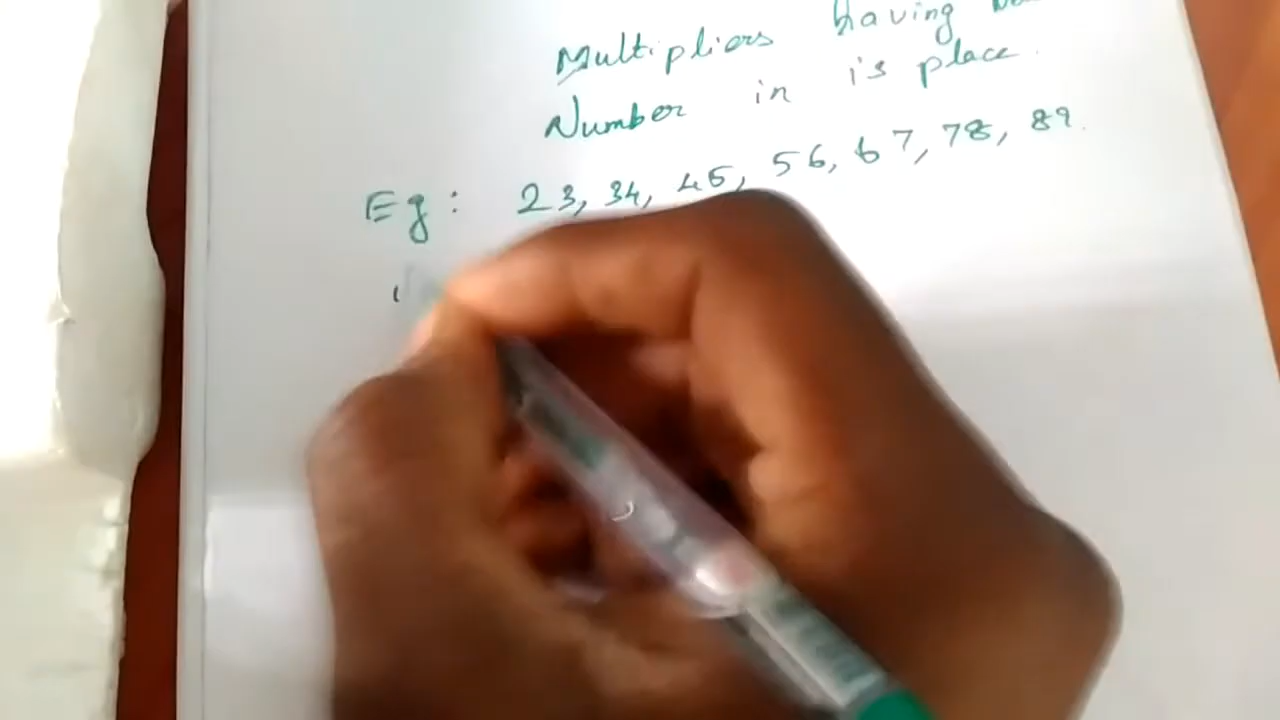 Multipliers having
Number in 1's place.
Eg: 23, 34, 45, 56, 67, 78, 89.